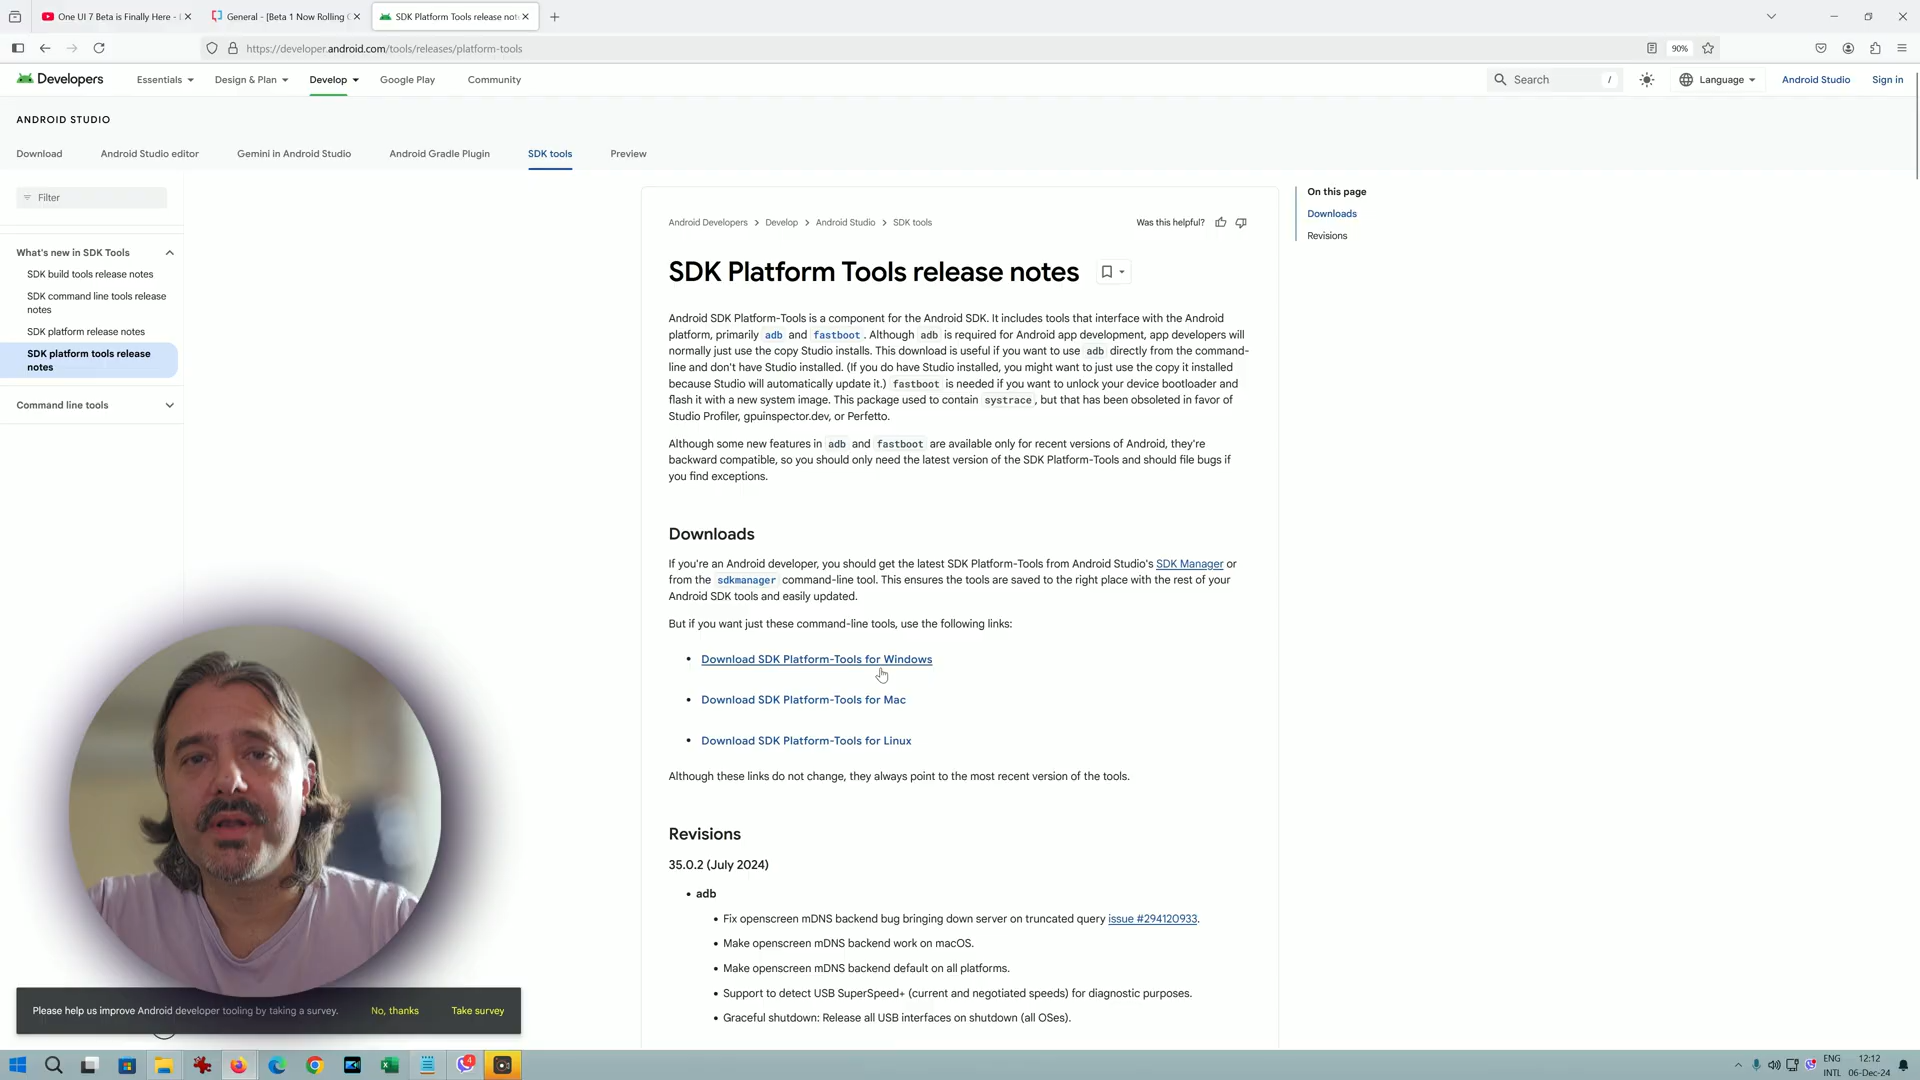 One UI 7 Beta is Finally Here -
General - [Beta 1 Now Rolling
SDK Platform Tools release not
https://developer.android.com/tools/releases/platform-tools
90%
Developers
Essentials
Design & Plan
Develop
Google Play
Community
Search
/
Language
Android Studio
Sign in
ANDROID STUDIO
Download
Android Studio editor
Gemini in Android Studio
Android Gradle Plugin
SDK tools
Preview
Filter
What's new in SDK Tools
SDK build tools release notes
SDK command line tools release
notes
SDK platform release notes
SDK platform tools release
notes
Command line tools
Android Developers > Develop > Android Studio > SDK tools
Was this helpful?
SDK Platform Tools release notes
Android SDK Platform-Tools is a component for the Android SDK. It includes tools that interface with the Android
platform, primarily adb and fastboot. Although adb is required for Android app development, app developers will
normally just use the copy Studio installs. This download is useful if you want to use adb directly from the command-
line and don't have Studio installed. (If you do have Studio installed, you might want to just use the copy it installed
because Studio will automatically update it.) fastboot is needed if you want to unlock your device bootloader and
flash it with a new system image. This package used to contain systrace, but that has been obsoleted in favor of
Studio Profiler, gpuinspector.dev, or Perfetto.
Although some new features in adb and fastboot are available only for recent versions of Android, they're
backward compatible, so you should only need the latest version of the SDK Platform-Tools and should file bugs if
you find exceptions.
Downloads
If you're an Android developer, you should get the latest SDK Platform-Tools from Android Studio's SDK Manager or
from the sdkmanager command-line tool. This ensures the tools are saved to the right place with the rest of your
Android SDK tools and easily updated.
But if you want just these command-line tools, use the following links:
• Download SDK Platform-Tools for Windows
• Download SDK Platform-Tools for Mac
• Download SDK Platform-Tools for Linux
Although these links do not change, they always point to the most recent version of the tools.
Revisions
35.0.2 (July 2024)
• adb
• Fix openscreen mDNS backend bug bringing down server on truncated query issue #294120933.
• Make openscreen mDNS backend work on macOS.
• Make openscreen mDNS backend default on all platforms.
• Support to detect USB SuperSpeed+ (current and negotiated speeds) for diagnostic purposes.
• Graceful shutdown: Release all USB interfaces on shutdown (all OSes).
On this page
Downloads
Revisions
Please help us improve Android developer tooling by taking a survey.
No, thanks
Take survey
4
ENG
INTL
12:12
06-Dec-24